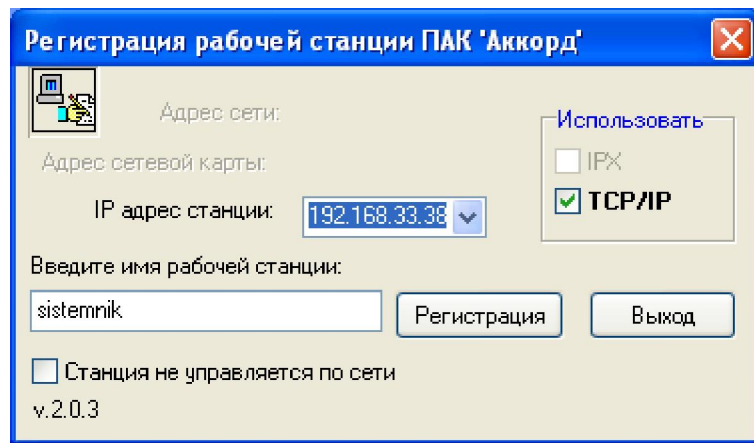 Регистрация рабочей станции ПАК 'Аккорд'
Адрес сети:
Использовать
Адрес сетевой карты:
IPX
IP адрес станции: 192.168.33.38
TCP/IP
Введите имя рабочей станции:
sistemnik Регистрация Выход
Станция не управляется по сети
v.2.0.3